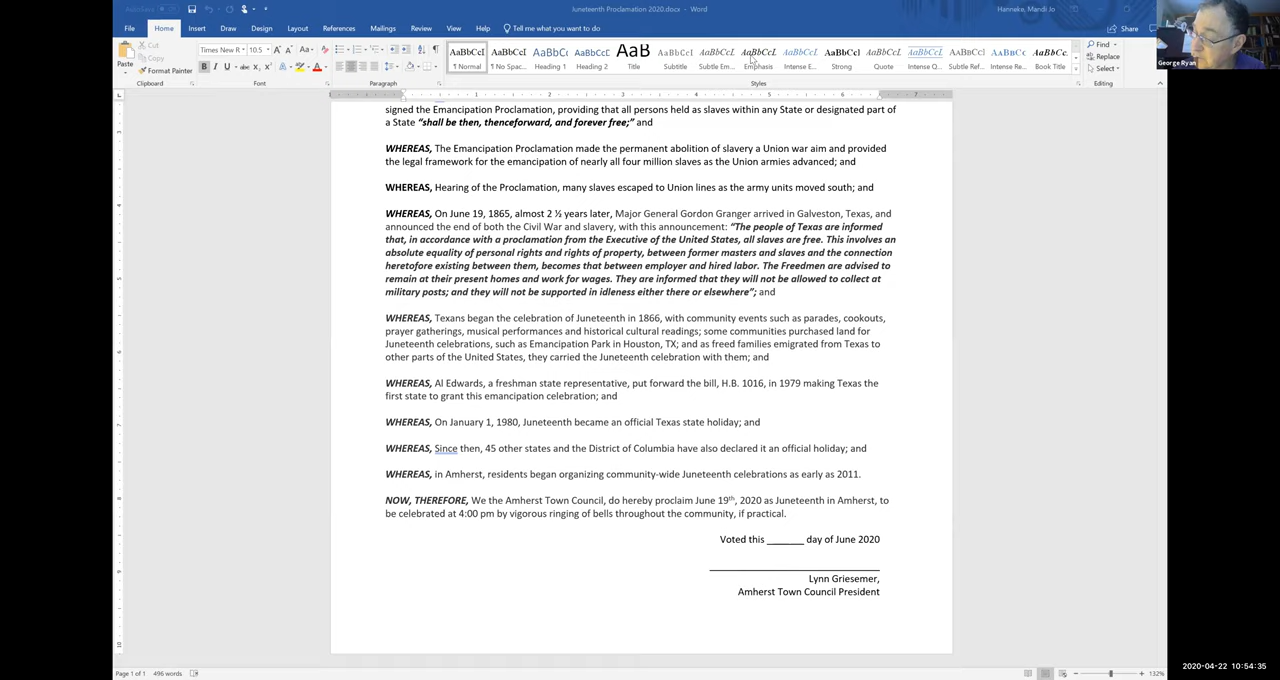 AutoSave
Juneteenth Proclamation 2020.docx - Word
Hanneke, Mandi Jo
File Home Insert Draw Design Layout References Mailings Review View Help Tell me what you want to do
Share
George Ryan
Paste
Cut
Copy
Format Painter
Clipboard
Times New R 10.5
Font
Paragraph
AaBbCcI AaBbCcI AaBbCc AaBbCcC AaB AaBbCcI AaBbCcL AaBbCcL AaBbCcI AaBbCcI AaBbCcL AaBbCcI AaBbCcI AaBbCc AaBbCc
¶ Normal ¶ No Spac... Heading 1 Heading 2 Title Subtitle Subtle Em... Emphasis Intense E... Strong Quote Intense Q... Subtle Ref... Intense Re... Book Title
Styles
Find
Replace
Select
Editing
signed the Emancipation Proclamation, providing that all persons held as slaves within any State or designated part of
a State “shall be then, thenceforward, and forever free;” and
WHEREAS, The Emancipation Proclamation made the permanent abolition of slavery a Union war aim and provided
the legal framework for the emancipation of nearly all four million slaves as the Union armies advanced; and
WHEREAS, Hearing of the Proclamation, many slaves escaped to Union lines as the army units moved south; and
WHEREAS, On June 19, 1865, almost 2 ½ years later, Major General Gordon Granger arrived in Galveston, Texas, and
announced the end of both the Civil War and slavery, with this announcement: “The people of Texas are informed
that, in accordance with a proclamation from the Executive of the United States, all slaves are free. This involves an
absolute equality of personal rights and rights of property, between former masters and slaves and the connection
heretofore existing between them, becomes that between employer and hired labor. The Freedmen are advised to
remain at their present homes and work for wages. They are informed that they will not be allowed to collect at
military posts; and they will not be supported in idleness either there or elsewhere”; and
WHEREAS, Texans began the celebration of Juneteenth in 1866, with community events such as parades, cookouts,
prayer gatherings, musical performances and historical cultural readings; some communities purchased land for
Juneteenth celebrations, such as Emancipation Park in Houston, TX; and as freed families emigrated from Texas to
other parts of the United States, they carried the Juneteenth celebration with them; and
WHEREAS, Al Edwards, a freshman state representative, put forward the bill, H.B. 1016, in 1979 making Texas the
first state to grant this emancipation celebration; and
WHEREAS, On January 1, 1980, Juneteenth became an official Texas state holiday; and
WHEREAS, Since then, 45 other states and the District of Columbia have also declared it an official holiday; and
WHEREAS, in Amherst, residents began organizing community-wide Juneteenth celebrations as early as 2011.
NOW, THEREFORE, We the Amherst Town Council, do hereby proclaim June 19th, 2020 as Juneteenth in Amherst, to
be celebrated at 4:00 pm by vigorous ringing of bells throughout the community, if practical.
Voted this _______ day of June 2020
Lynn Griesemer,
Amherst Town Council President
Page 1 of 1 496 words
132%
2020-04-22 10:54:35